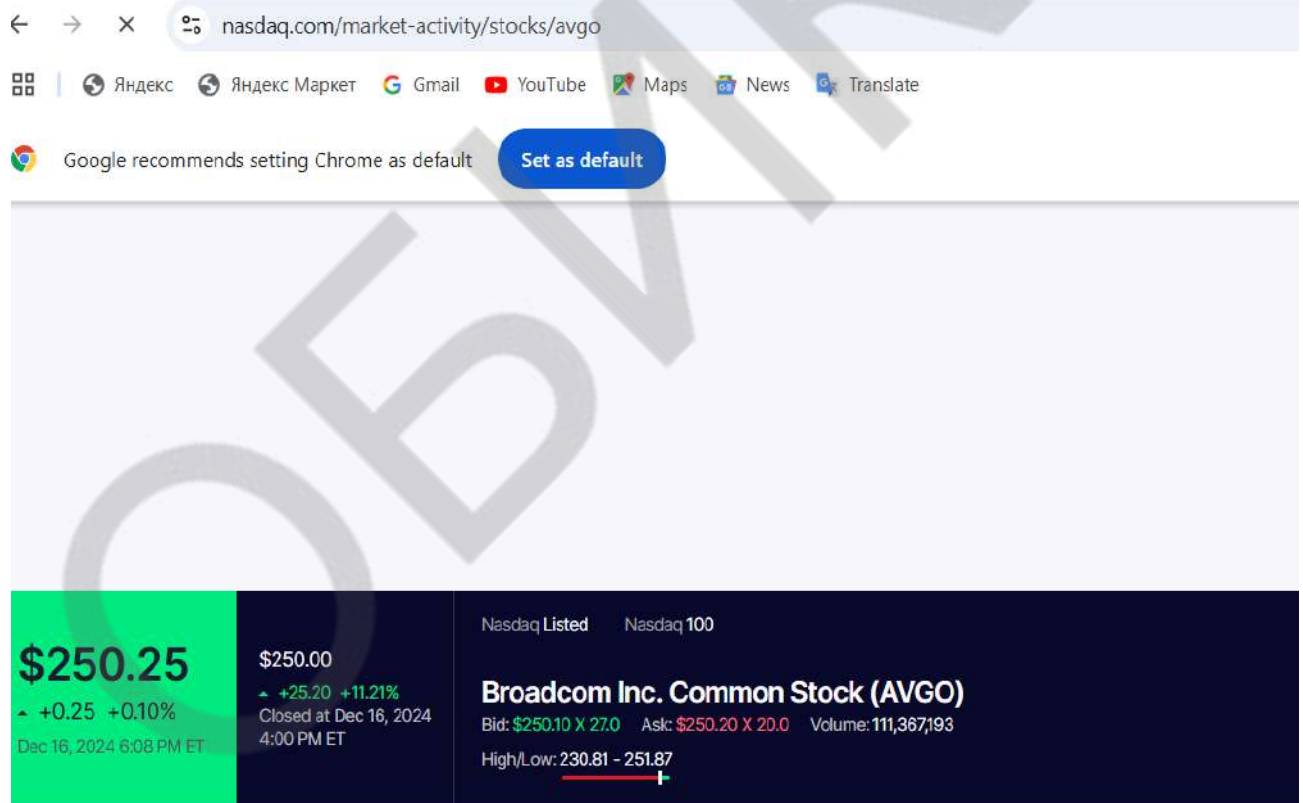 nasdaq.com/market-activity/stocks/avgo
Яндекс Яндекс Маркет Gmail YouTube Maps News Translate
Google recommends setting Chrome as default Set as default
ОБИ
Nasdaq Listed Nasdaq 100
$250.25
+0.25 +0.10%
Dec 16, 2024 6:08 PM ET
$250.00
+25.20 +11.21%
Closed at Dec 16, 2024
4:00 PM ET
Broadcom Inc. Common Stock (AVGO)
Bid: $250.10 X 27.0 Ask: $250.20 X 20.0 Volume: 111,367,193
High/Low: 230.81 - 251.87